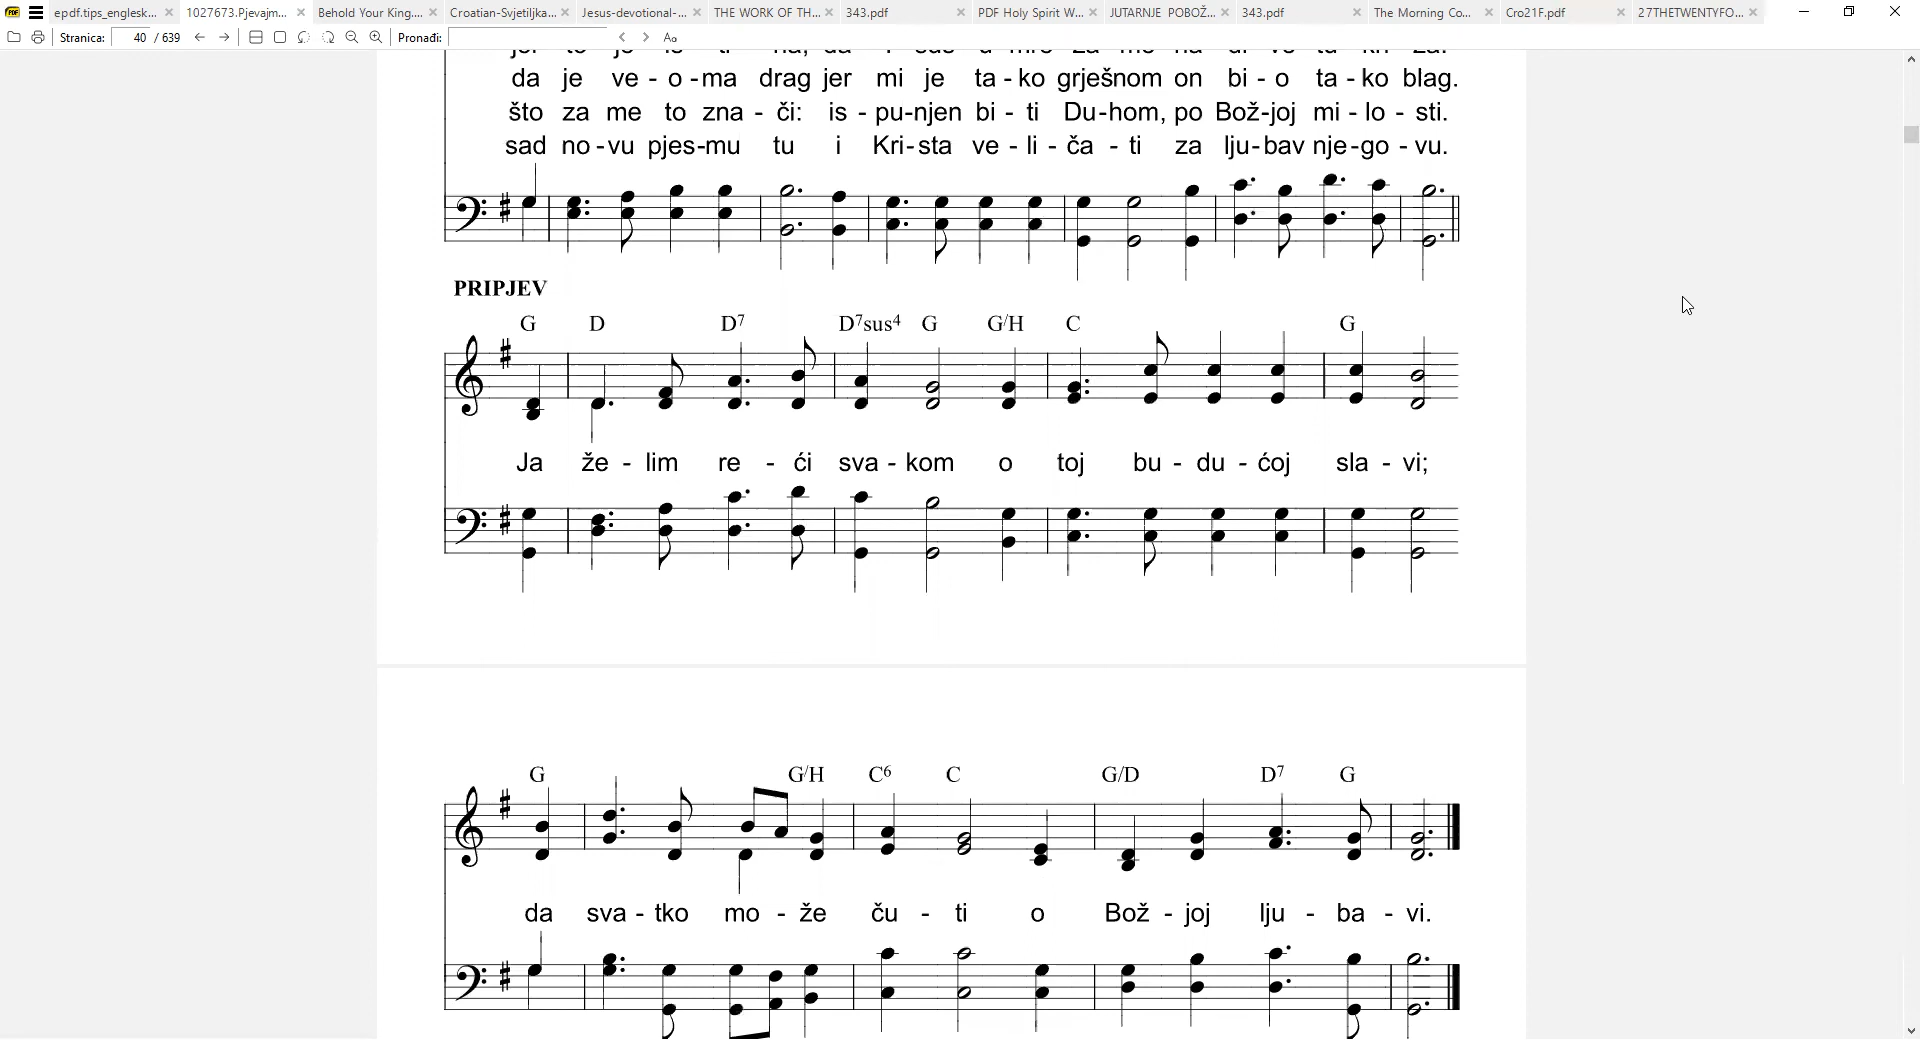 epdf.tips_englesk... 1027673.Pjevajm... Behold Your King.... Croatian-Svjetiljka... Jesus-devotional-... THE WORK OF TH... 343.pdf PDF Holy Spirit W... JUTARNJE POBOŽ... 343.pdf The Morning Co... Cro21F.pdf 27THETWENTYFO...
Stranica: 40 / 639 Pronađi:
da je ve - o - ma drag jer mi je ta - ko grješnom on bi - o ta - ko blag.
što za me to zna - či: is - pu-njen bi - ti Du-hom, po Bož-joj mi - lo - sti.
sad no - vu pjes-mu tu i Kri-sta ve - li - ča - ti za lju-bav nje-go - vu.
PRIPJEV
G D D7 D7sus4 G G/H C G
Ja že - lim re - ći sva - kom o toj bu - du - ćoj sla - vi;
G G/H C6 C G/D D7 G
da sva - tko mo - že ču - ti o Bož - joj lju - ba - vi.